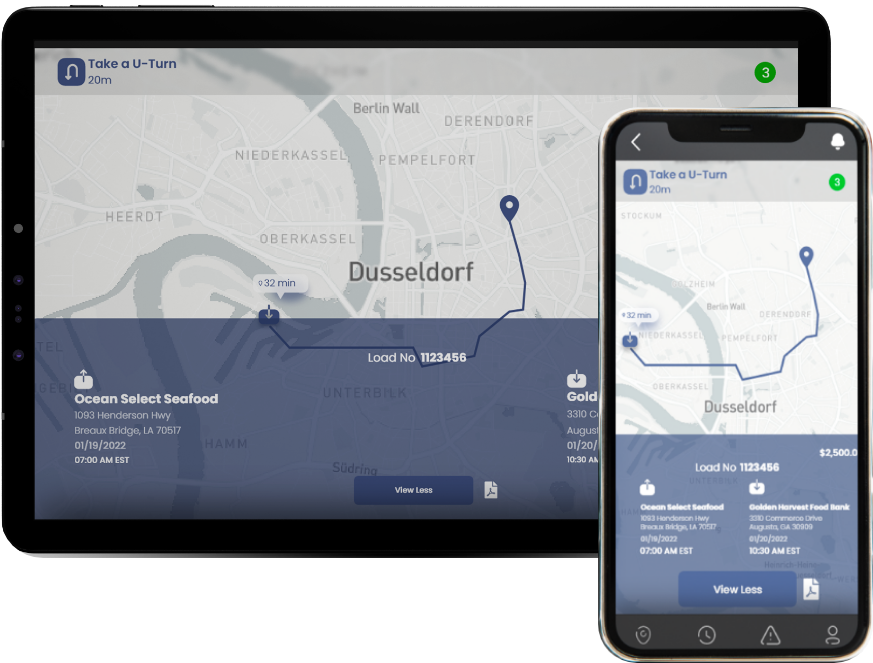 Take a U-Turn
20m
3
Berlin Wall
DERENDORF
NIEDERKASSEL
PEMPELFORT
HEERDT
OBERKASSEL
Dusseldorf
32 min
Load No 1123456
Ocean Select Seafood
1093 Henderson Hwy
Breaux Bridge, LA 70517
01/19/2022
07:00 AM EST
UNTERBILK
HAMM
Südring
Gold
3310 C
August
01/20/
10:30 AM
View Less
Take a U-Turn
20m
3
STOCKUM
Berlin Wall
DERENDORF
32 min
NIEDERKASSEL
PEMPELFORT
OBERKASSEL
Dusseldorf
$2,500.0
Load No 1123456
Ocean Select Seafood
1093 Henderson Hwy
Breaux Bridge, LA 70517
01/19/2022
07:00 AM EST
Golden Harvest Food Bank
3310 Commerce Drive
Augusta, GA 30909
01/20/2022
10:30 AM EST
View Less